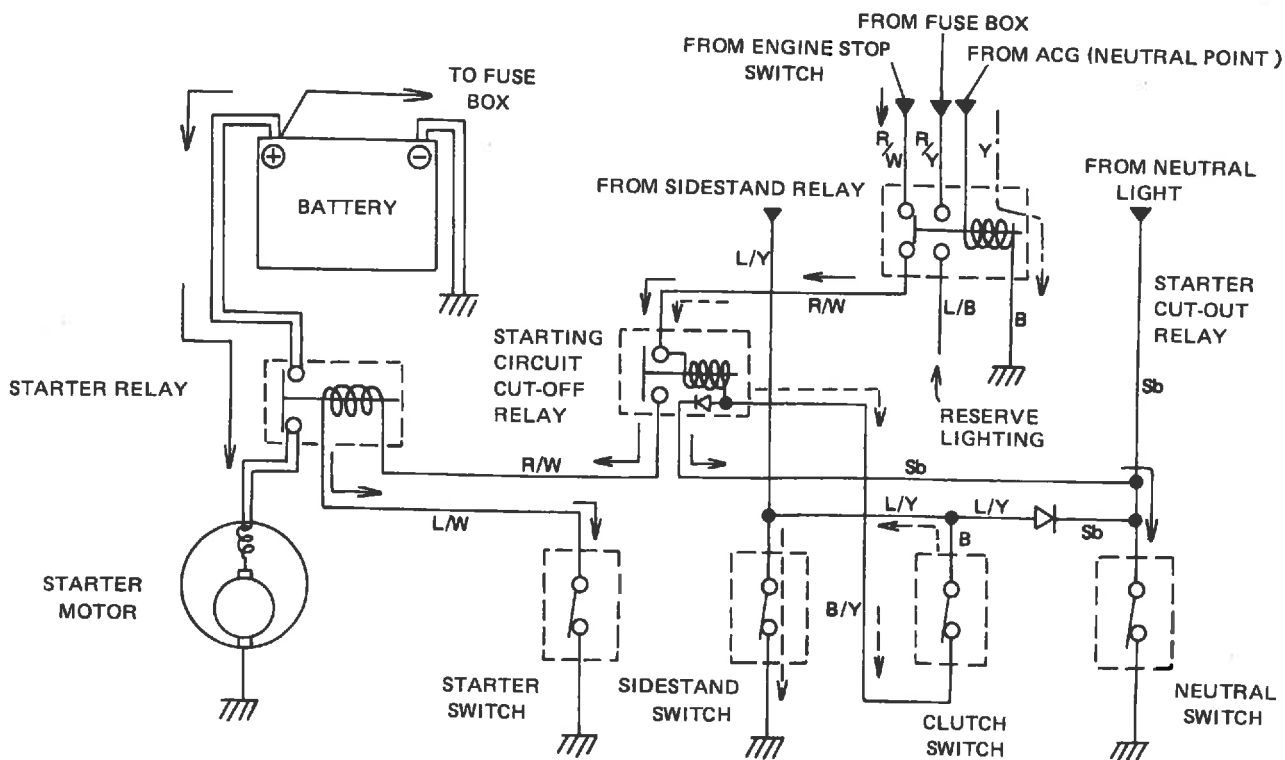 FROM FUSE BOX
FROM ENGINE STOP
SWITCH
FROM ACG (NEUTRAL POINT)
TO FUSE
BOX
R/W
R/Y
Y
FROM NEUTRAL
LIGHT
FROM SIDESTAND RELAY
+
−
BATTERY
L/Y
R/W
L/B
B
STARTER
CUT-OUT
RELAY
STARTING
CIRCUIT
CUT-OFF
RELAY
STARTER RELAY
Sb
RESERVE
LIGHTING
R/W
Sb
L/W
L/Y
L/Y
Sb
B
STARTER
MOTOR
B/Y
STARTER
SWITCH
SIDESTAND
SWITCH
CLUTCH
SWITCH
NEUTRAL
SWITCH